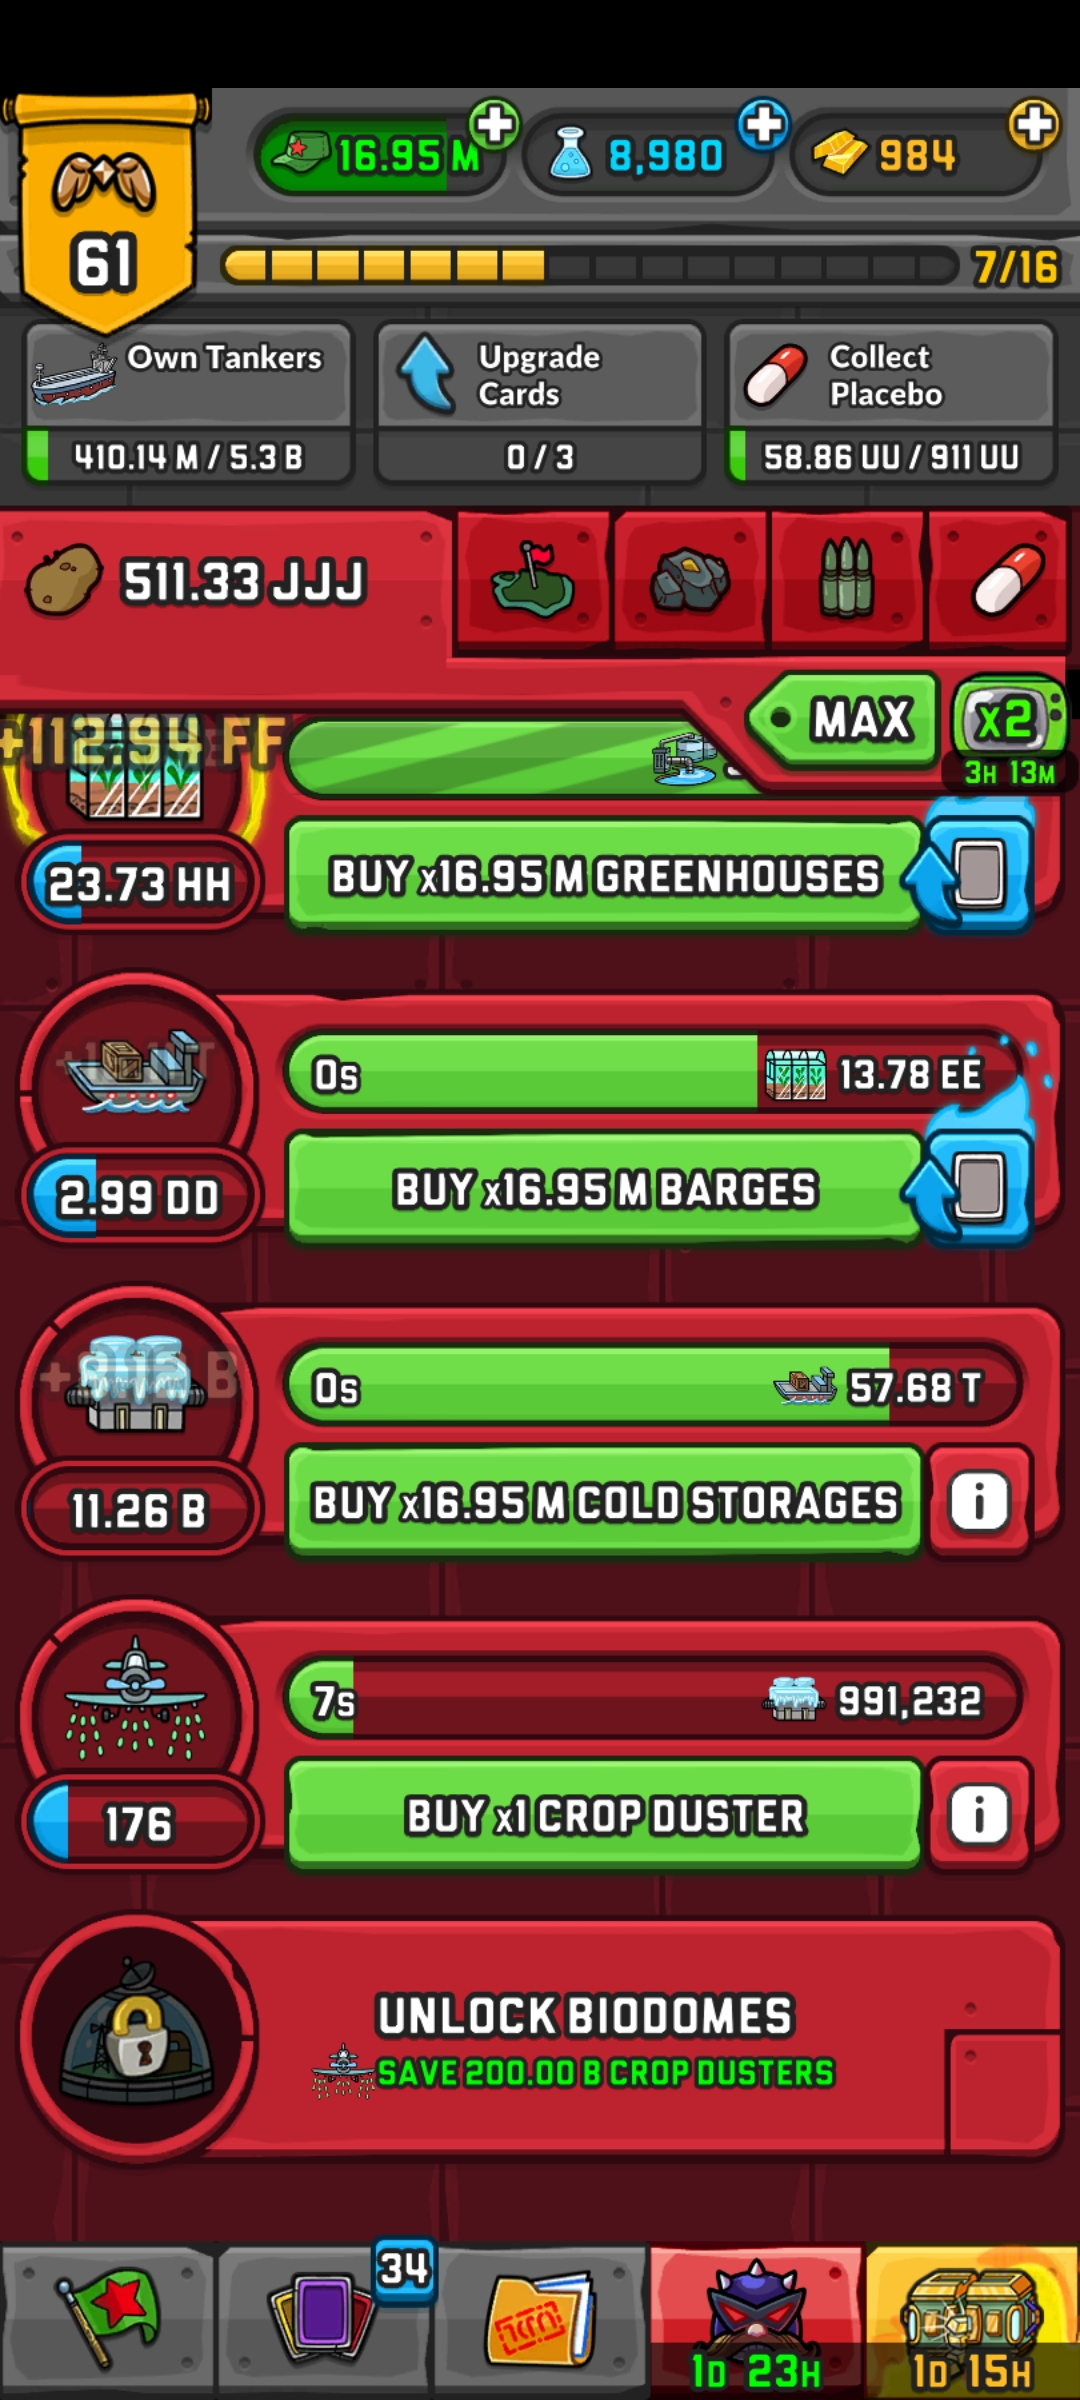 16.95 M
8,980
984
61
7/16
Own Tankers
410.14 M / 5.3 B
Upgrade
Cards
0 / 3
Collect
Placebo
58.86 UU / 911 UU
511.33 JJJ
MAX
x2
3H 13M
+112.94 FF
23.73 HH
BUY x16.95 M GREENHOUSES
0s
13.78 EE
2.99 DD
BUY x16.95 M BARGES
0s
57.68 T
11.26 B
BUY x16.95 M COLD STORAGES
7s
991,232
176
BUY x1 CROP DUSTER
UNLOCK BIODOMES
SAVE 200.00 B CROP DUSTERS
34
1D 23H
1D 15H